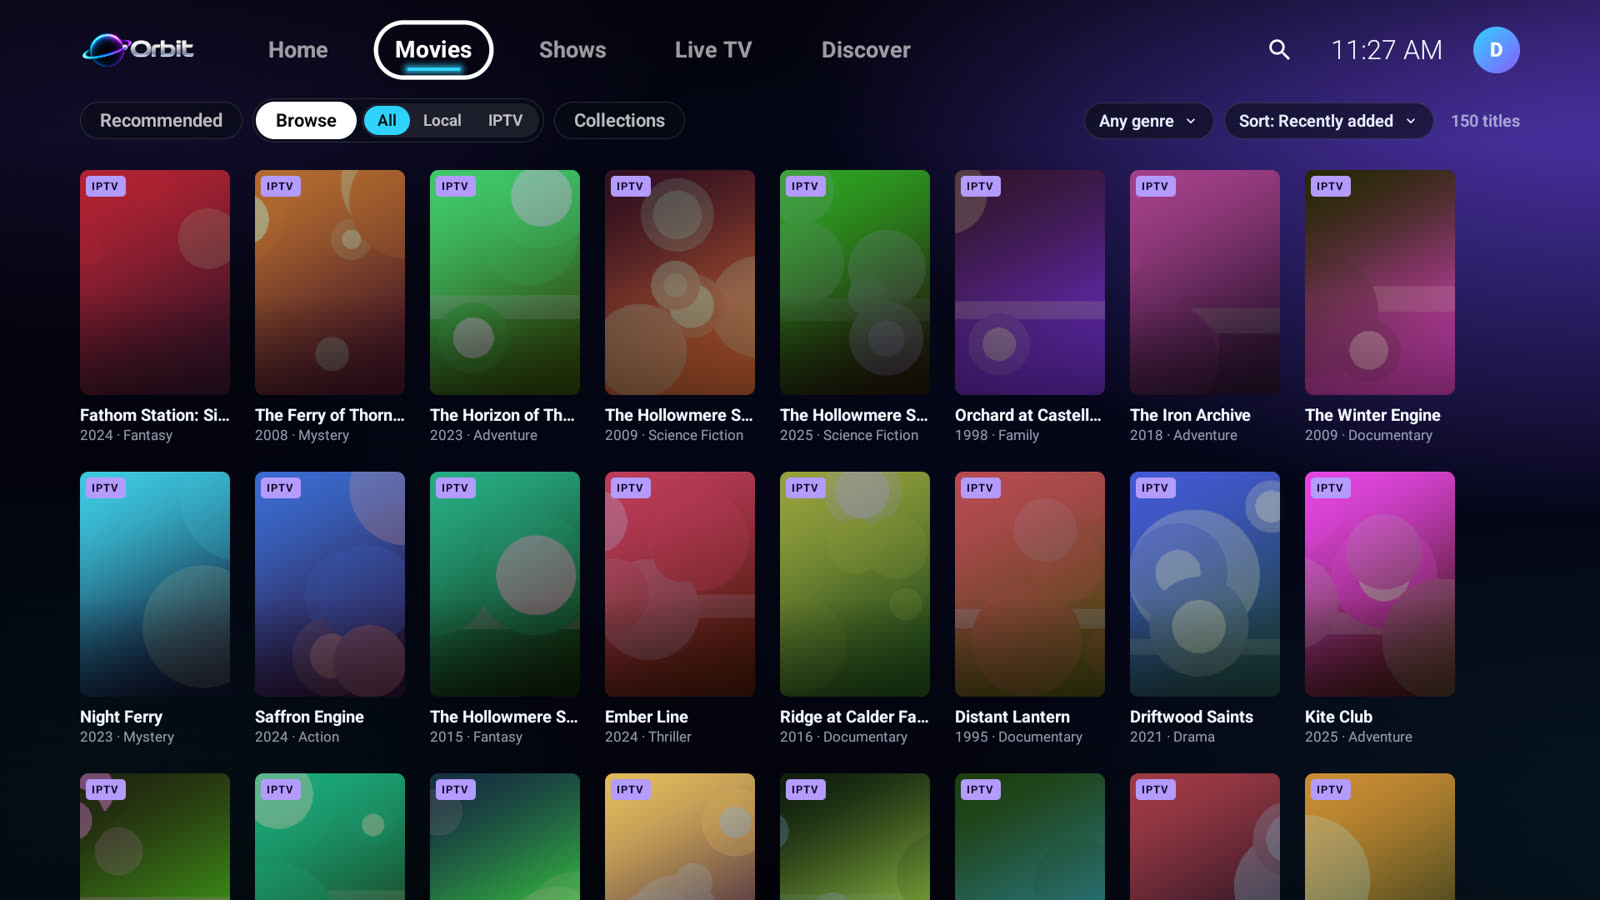 Orbit
Home
Movies
Shows
Live TV
Discover
11:27 AM
D
Recommended
Browse
All
Local
IPTV
Collections
Any genre
Sort: Recently added
150 titles
IPTV
IPTV
IPTV
IPTV
IPTV
IPTV
IPTV
IPTV
Fathom Station: Si...
2024 · Fantasy
The Ferry of Thorn...
2008 · Mystery
The Horizon of Th...
2023 · Adventure
The Hollowmere S...
2009 · Science Fiction
The Hollowmere S...
2025 · Science Fiction
Orchard at Castell...
1998 · Family
The Iron Archive
2018 · Adventure
The Winter Engine
2009 · Documentary
IPTV
IPTV
IPTV
IPTV
IPTV
IPTV
IPTV
IPTV
Night Ferry
2023 · Mystery
Saffron Engine
2024 · Action
The Hollowmere S...
2015 · Fantasy
Ember Line
2024 · Thriller
Ridge at Calder Fa...
2016 · Documentary
Distant Lantern
1995 · Documentary
Driftwood Saints
2021 · Drama
Kite Club
2025 · Adventure
IPTV
IPTV
IPTV
IPTV
IPTV
IPTV
IPTV
IPTV